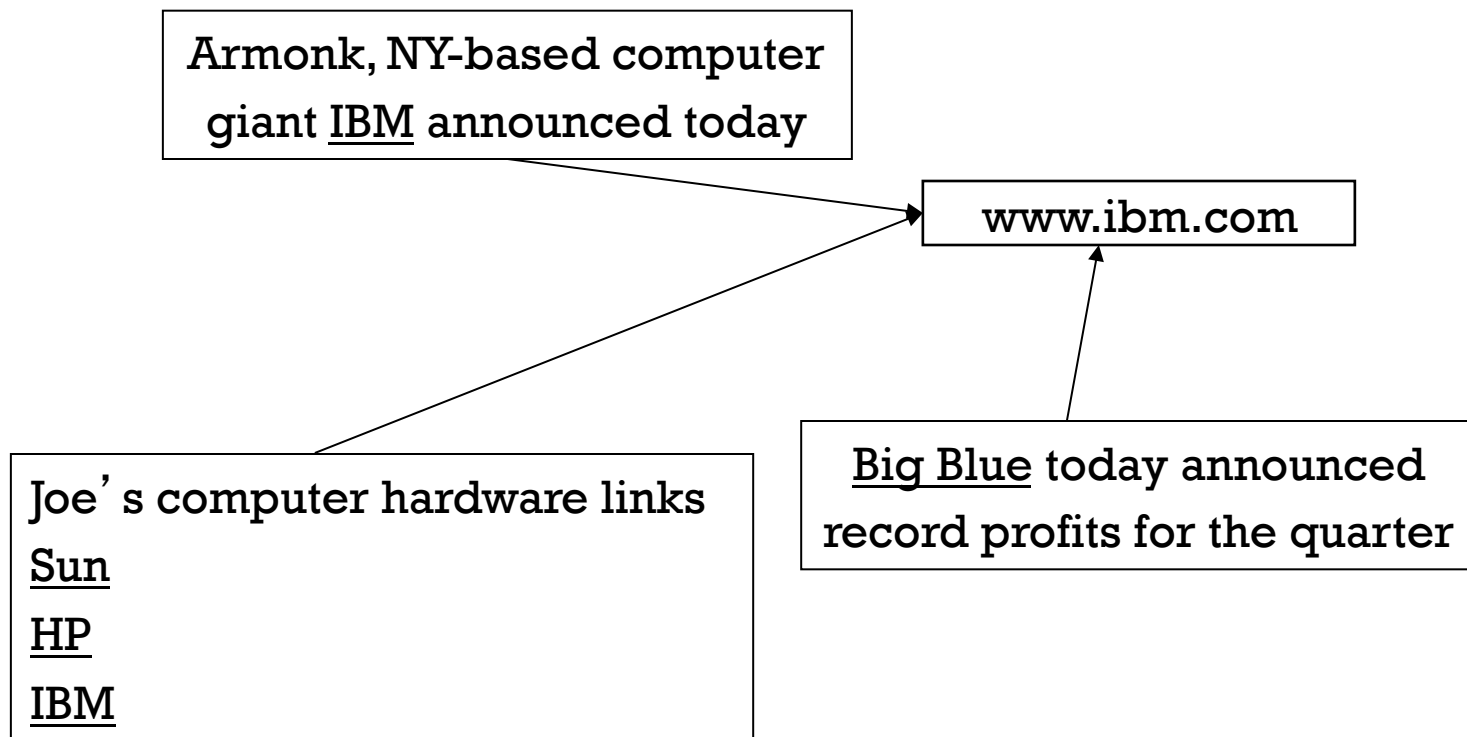 Armonk, NY-based computer
giant IBM announced today
www.ibm.com
Joe's computer hardware links
Sun
HP
IBM
Big Blue today announced
record profits for the quarter